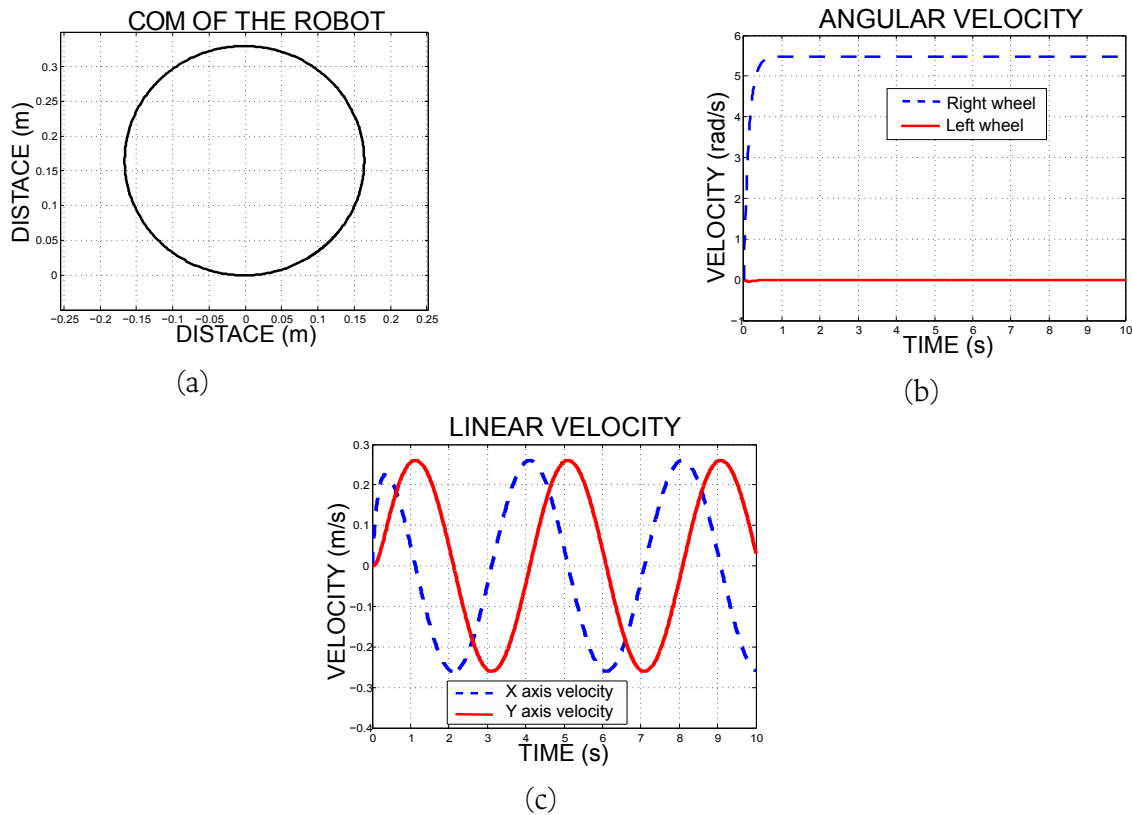 COM OF THE ROBOT
DISTACE (m)
0.3
0.25
0.2
0.15
0.1
0.05
0
−0.25 −0.2 −0.15 −0.1 −0.05 0 0.05 0.1 0.15 0.2 0.25
DISTACE (m)
(a)
ANGULAR VELOCITY
VELOCITY (rad/s)
6
5
4
3
2
1
0
−1
Right wheel
Left wheel
0 1 2 3 4 5 6 7 8 9 10
TIME (s)
(b)
LINEAR VELOCITY
VELOCITY (m/s)
0.3
0.2
0.1
0
−0.1
−0.2
−0.3
−0.4
X axis velocity
Y axis velocity
0 1 2 3 4 5 6 7 8 9 10
TIME (s)
(c)